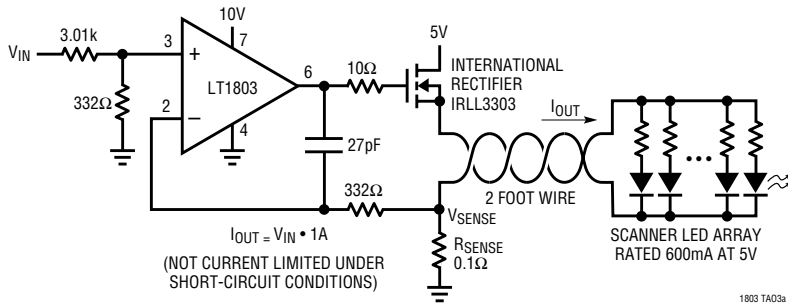 10V
5V
3.01k
VIN
3
7
+
LT1803
6
10Ω
INTERNATIONAL
RECTIFIER
IRLL3303
IOUT
332Ω
2
−
4
27pF
332Ω
2 FOOT WIRE
VSENSE
IOUT = VIN • 1A
(NOT CURRENT LIMITED UNDER
SHORT-CIRCUIT CONDITIONS)
RSENSE
0.1Ω
SCANNER LED ARRAY
RATED 600mA AT 5V
1803 TA03a